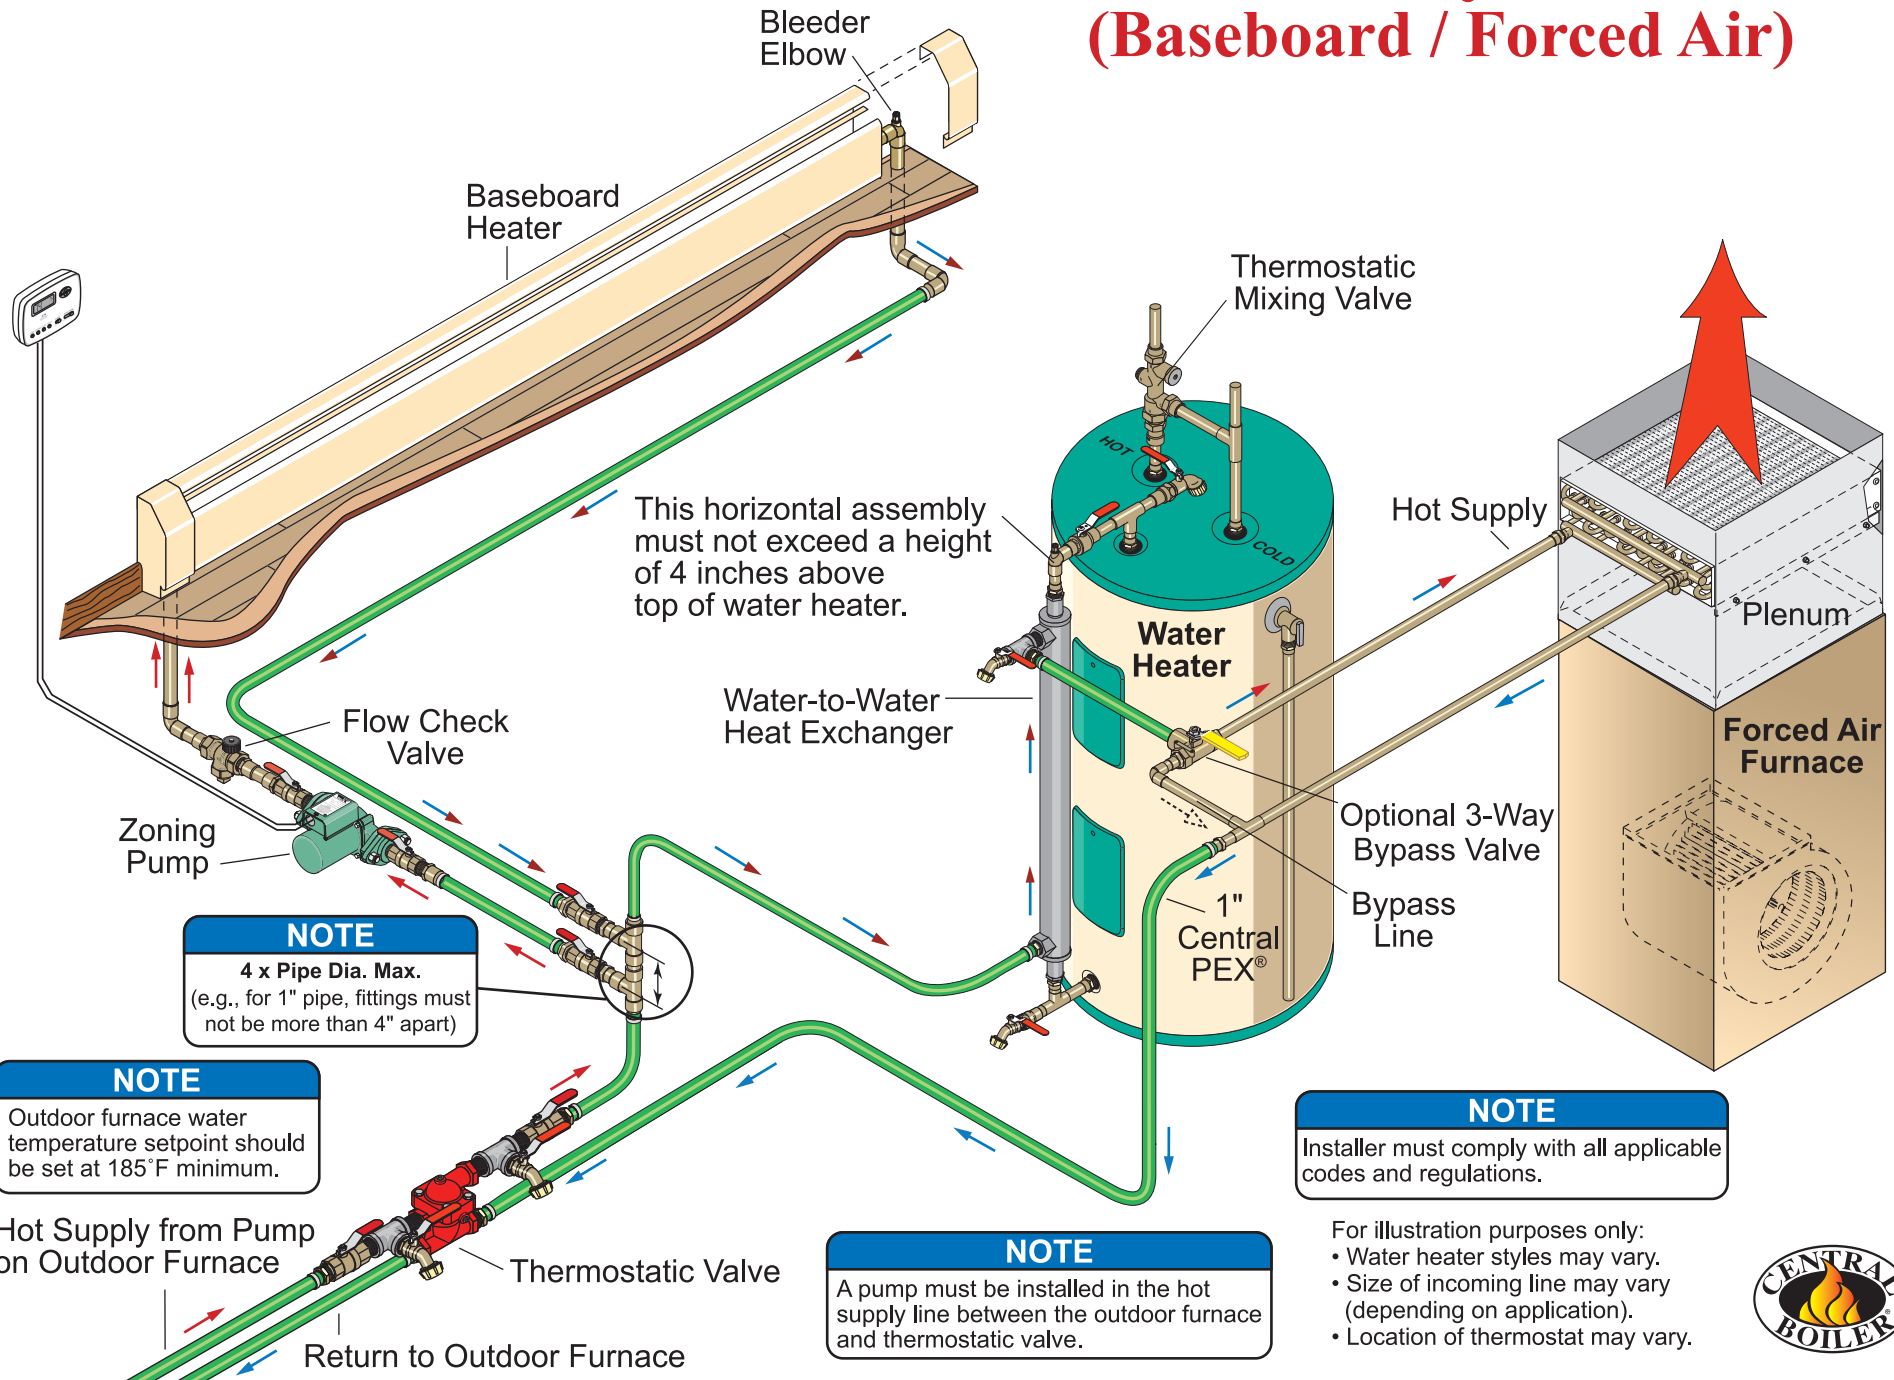 (Baseboard / Forced Air)
Bleeder
Elbow
Baseboard
Heater
Thermostatic
Mixing Valve
HOT
COLD
This horizontal assembly
must not exceed a height
of 4 inches above
top of water heater.
Hot Supply
Plenum
Water
Heater
Water-to-Water
Heat Exchanger
Flow Check
Valve
Forced Air
Furnace
Zoning
Pump
Optional 3-Way
Bypass Valve
Bypass
Line
1"
Central
PEX®
NOTE
4 x Pipe Dia. Max.
(e.g., for 1" pipe, fittings must
not be more than 4" apart)
NOTE
Outdoor furnace water
temperature setpoint should
be set at 185°F minimum.
Hot Supply from Pump
on Outdoor Furnace
Thermostatic Valve
Return to Outdoor Furnace
NOTE
A pump must be installed in the hot
supply line between the outdoor furnace
and thermostatic valve.
NOTE
Installer must comply with all applicable
codes and regulations.
For illustration purposes only:
• Water heater styles may vary.
• Size of incoming line may vary
(depending on application).
• Location of thermostat may vary.
CENTRAL
BOILER®